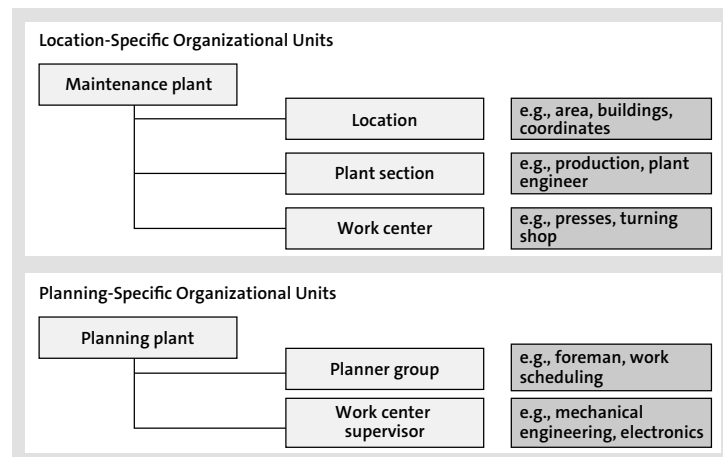 Location-Specific Organizational Units
Maintenance plant
Location
e.g., area, buildings,
coordinates
Plant section
e.g., production, plant
engineer
Work center
e.g., presses, turning
shop
Planning-Specific Organizational Units
Planning plant
Planner group
e.g., foreman, work
scheduling
Work center
supervisor
e.g., mechanical
engineering, electronics